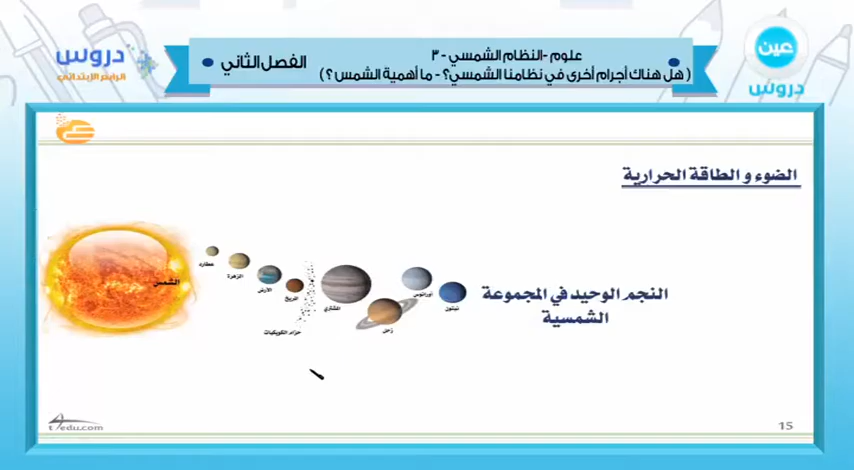 علوم -النظام الشمسي - ٣
( هل هناك أجرام أخرى في نظامنا الشمسي؟ - ما أهمية الشمس ؟ )
الفصل الثاني
عين
دروس
دروس
الرابع الإبتدائي
الضوء و الطاقة الحرارية
الشمس
عطارد
الزهرة
الأرض
المريخ
حزام الكويكبات
المشتري
زحل
أورانوس
نبتون
النجم الوحيد في المجموعة
الشمسية
t4edu.com
15